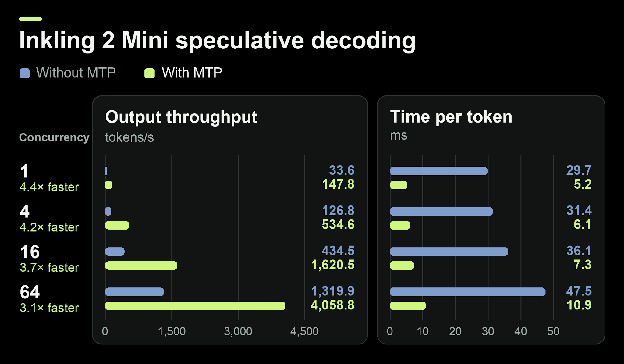 Inkling 2 Mini speculative decoding
Without MTP With MTP
Concurrency
1
4.4× faster
4
4.2× faster
16
3.7× faster
64
3.1× faster
Output throughput
tokens/s
33.6
147.8
126.8
534.6
434.5
1,620.5
1,319.9
4,058.8
0 1,500 3,000 4,500
Time per token
ms
29.7
5.2
31.4
6.1
36.1
7.3
47.5
10.9
0 10 20 30 40 50